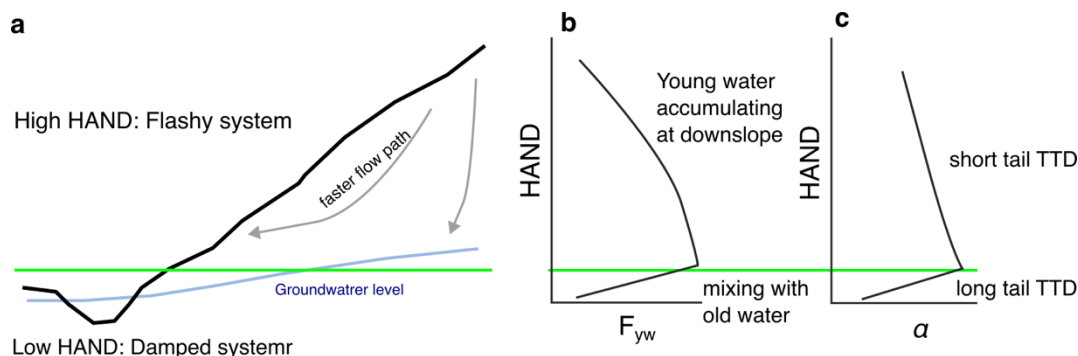 a
High HAND: Flashy system
faster flow path
Groundwatrer level
Low HAND: Damped systemr
b
HAND
Young water
accumulating
at downslope
mixing with
old water
F_yw
c
HAND
short tail TTD
long tail TTD
α